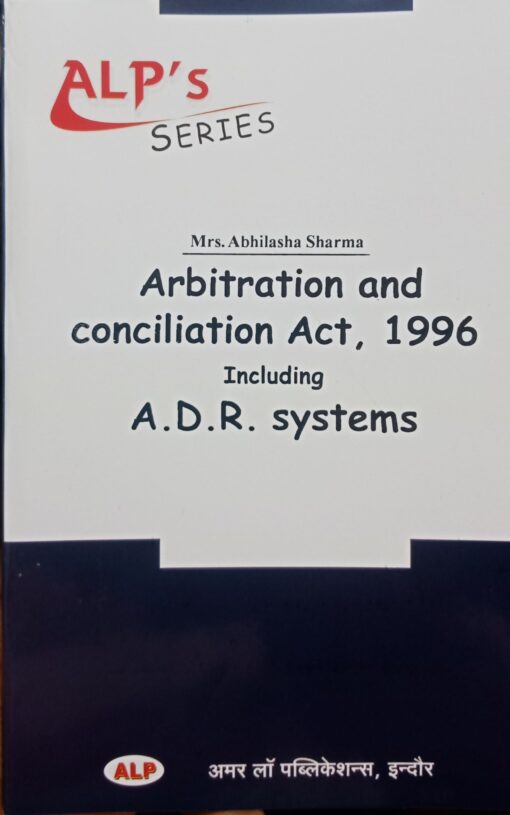 ALP's
SERIES
Mrs. Abhilasha Sharma
Arbitration and
conciliation Act, 1996
Including
A.D.R. systems
ALP अमर लॉ पब्लिकेशन्स, इन्दौर